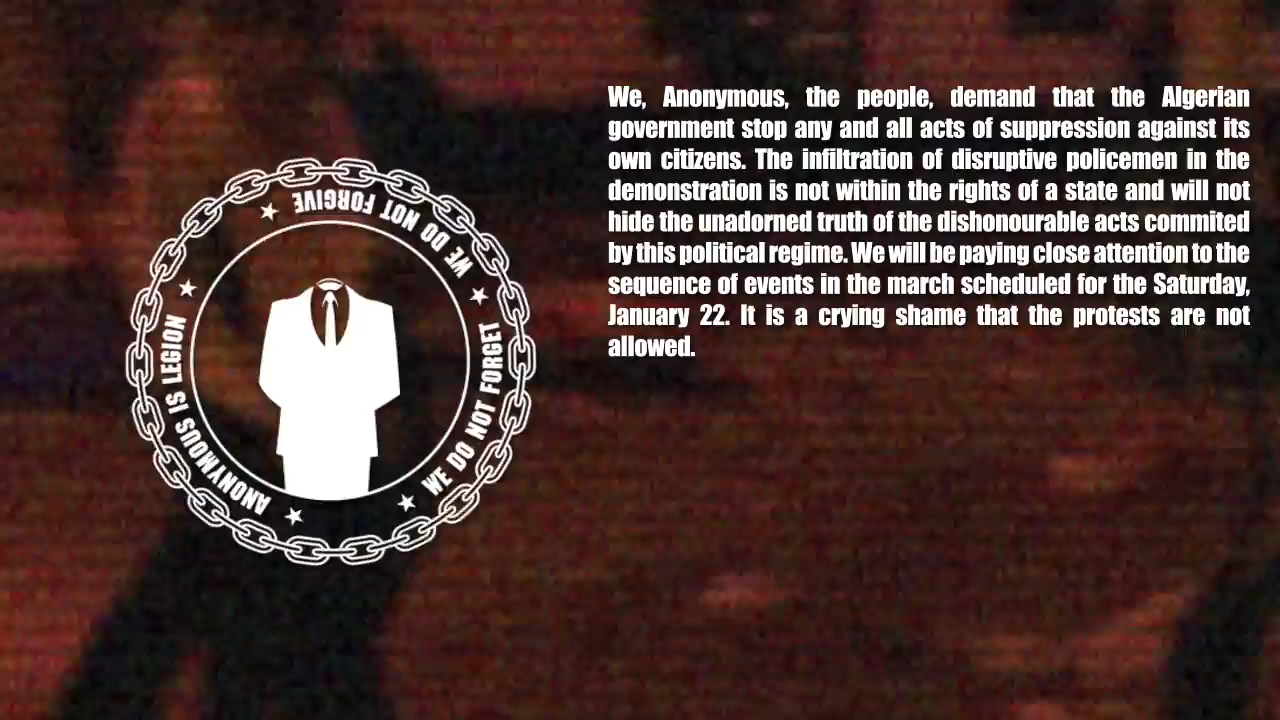 WE DO NOT FORGIVE
WE DO NOT FORGET
ANONYMOUS IS LEGION
We, Anonymous, the people, demand that the Algerian
government stop any and all acts of suppression against its
own citizens. The infiltration of disruptive policemen in the
demonstration is not within the rights of a state and will not
hide the unadorned truth of the dishonourable acts commited
by this political regime. We will be paying close attention to the
sequence of events in the march scheduled for the Saturday,
January 22. It is a crying shame that the protests are not
allowed.